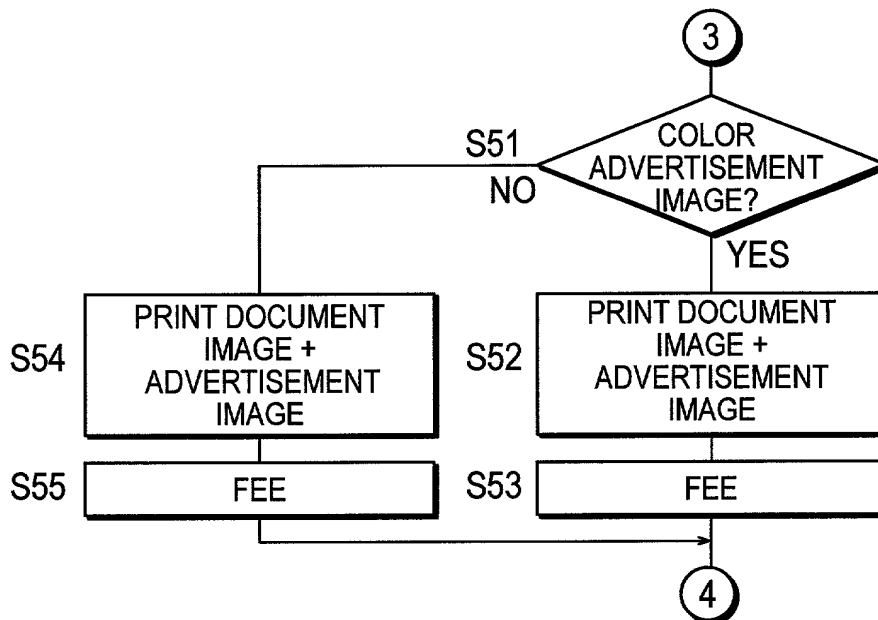 3
S51
COLOR
ADVERTISEMENT
IMAGE?
NO
YES
S54
PRINT DOCUMENT
IMAGE +
ADVERTISEMENT
IMAGE
S52
PRINT DOCUMENT
IMAGE +
ADVERTISEMENT
IMAGE
S55
FEE
S53
FEE
4